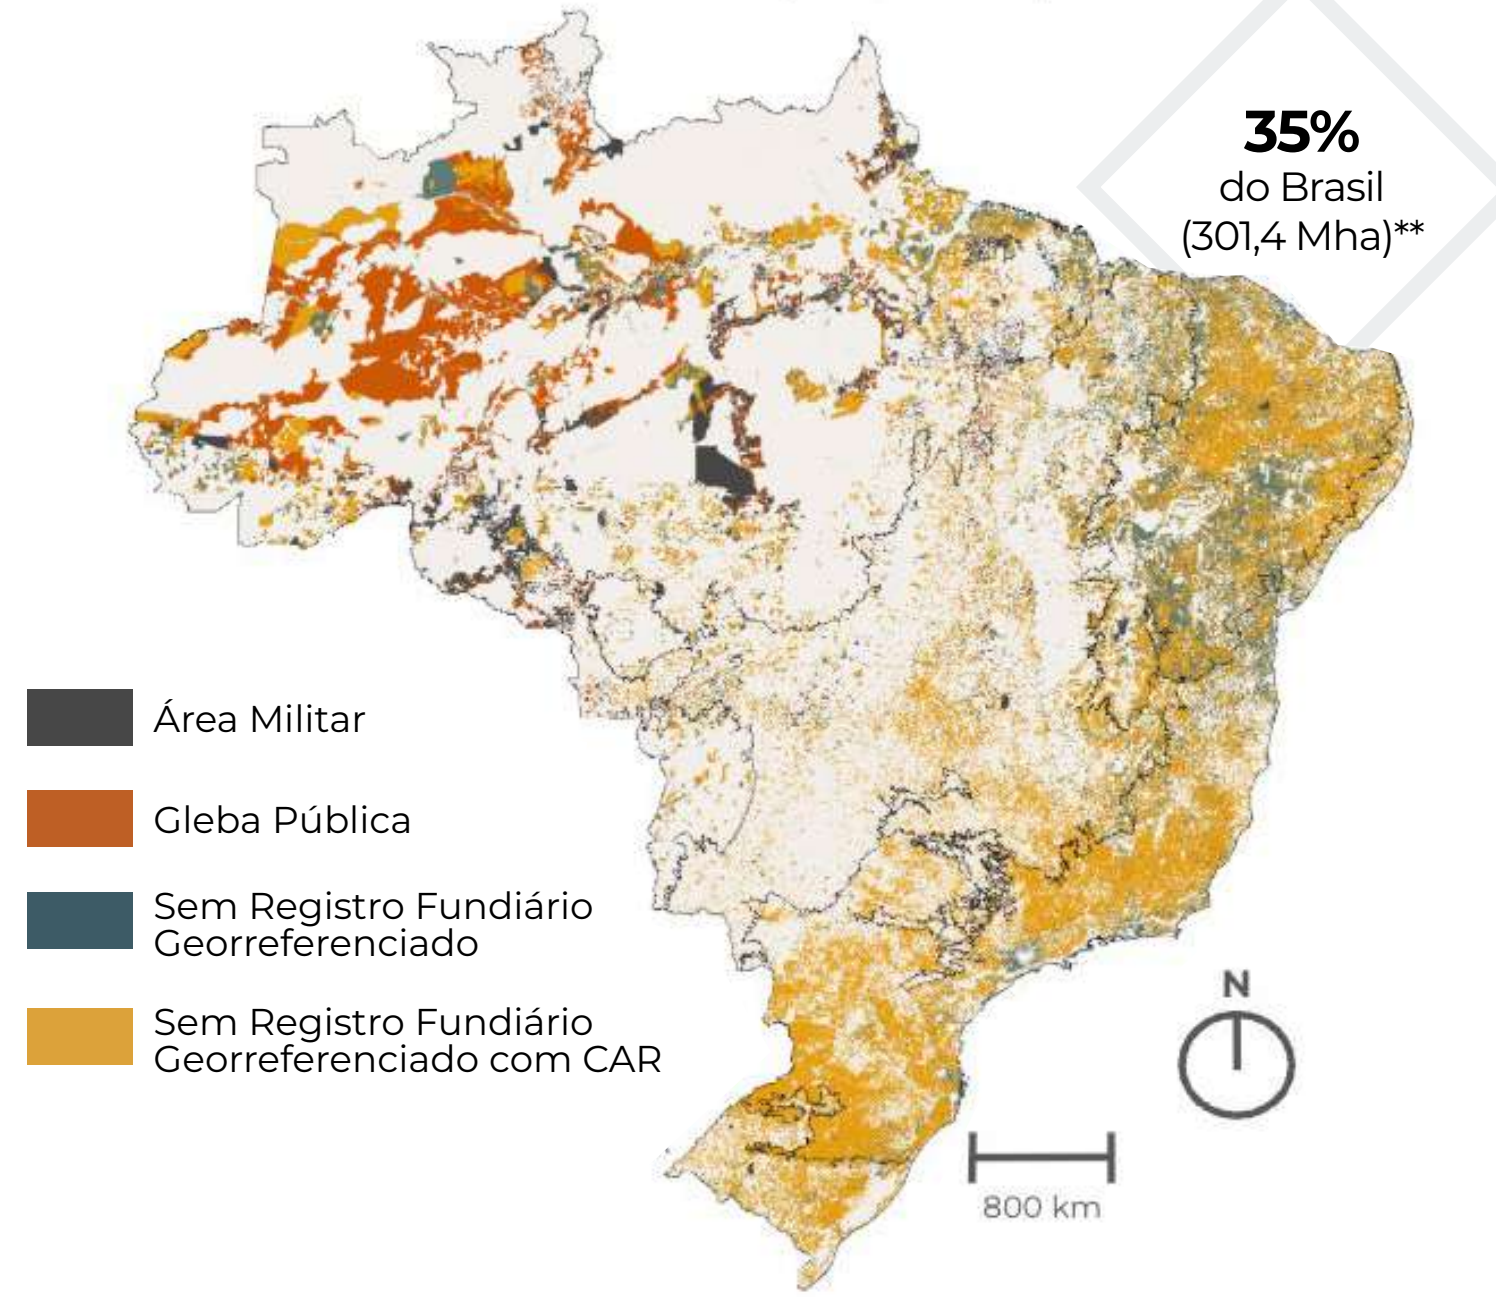 35%
do Brasil
(301,4 Mha)**
Área Militar
Gleba Pública
Sem Registro Fundiário
Georreferenciado
Sem Registro Fundiário
Georreferenciado com CAR
N
800 km